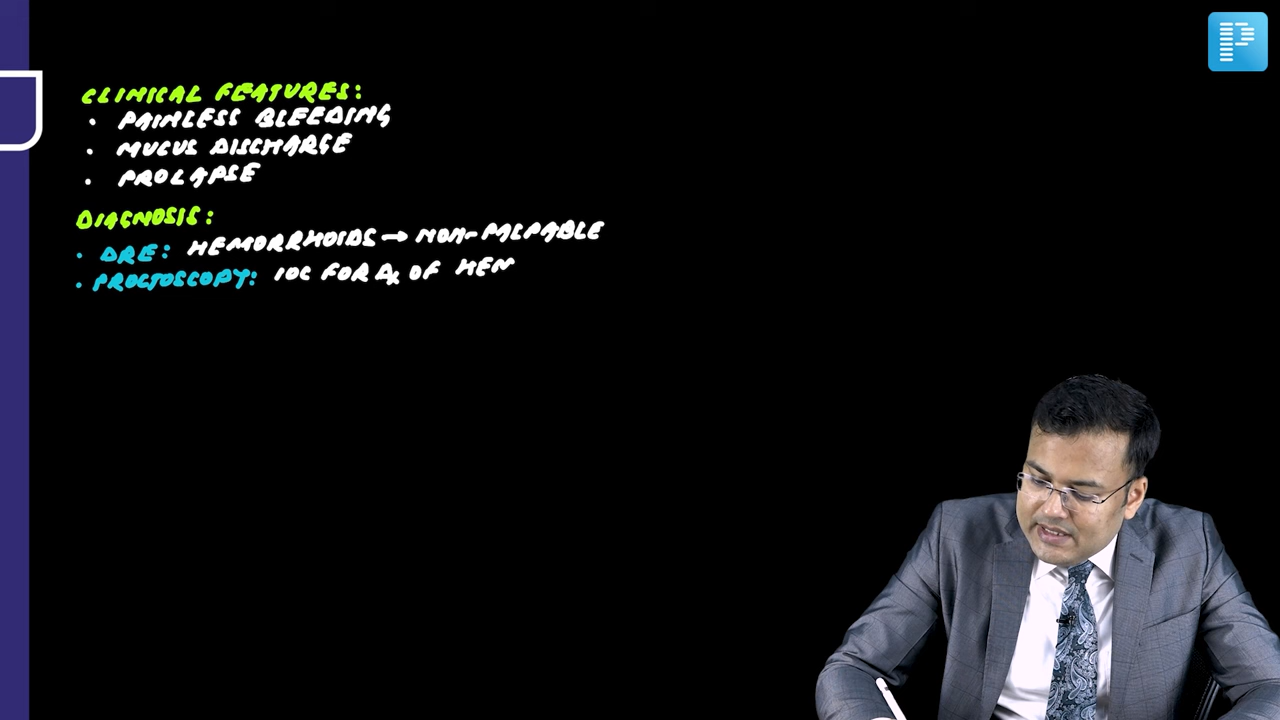 CLINICAL FEATURES:
• PAINLESS BLEEDING
• MUCUS DISCHARGE
• PROLAPSE
DIAGNOSIS:
• DRE: HEMORRHOIDS → NON-PALPABLE
• PROCTOSCOPY: IOC FOR Dx OF HEM